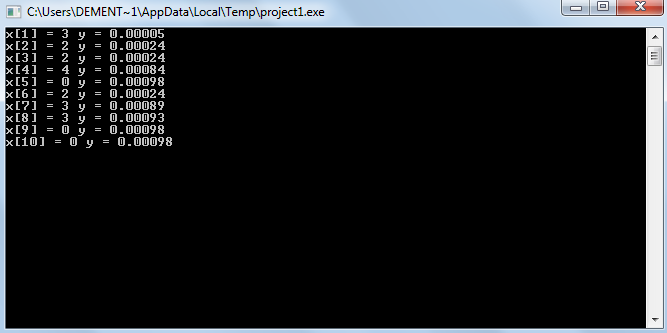 C:\Users\DEMENT~1\AppData\Local\Temp\project1.exe
x[1] = 3 y = 0.00005
x[2] = 2 y = 0.00024
x[3] = 2 y = 0.00024
x[4] = 4 y = 0.00084
x[5] = 0 y = 0.00098
x[6] = 2 y = 0.00024
x[7] = 3 y = 0.00089
x[8] = 3 y = 0.00093
x[9] = 0 y = 0.00098
x[10] = 0 y = 0.00098